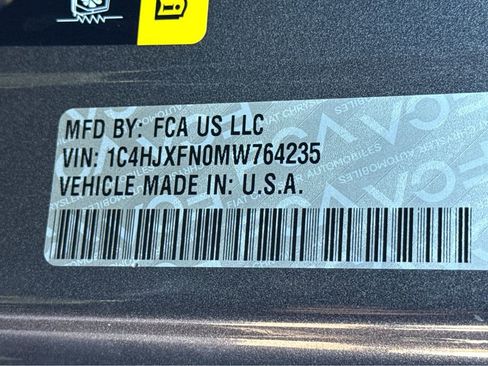 MFD BY: FCA US LLC
VIN: 1C4HJXFN0MW764235
VEHICLE MADE IN: U.S.A.